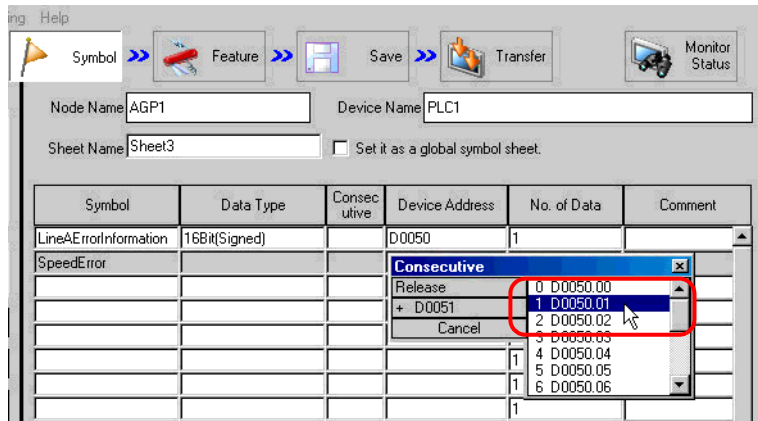 ing Help
Symbol Feature Save Transfer Monitor Status
Node Name AGP1 Device Name PLC1
Sheet Name Sheet3 Set it as a global symbol sheet.
Symbol Data Type Consec utive Device Address No. of Data Comment
LineAErrorInformation 16Bit(Signed) D0050 1
SpeedError
Consecutive
Release
+ D0051
Cancel
0 D0050.00
1 D0050.01
2 D0050.02
3 D0050.03
4 D0050.04
5 D0050.05
6 D0050.06
1
1
1